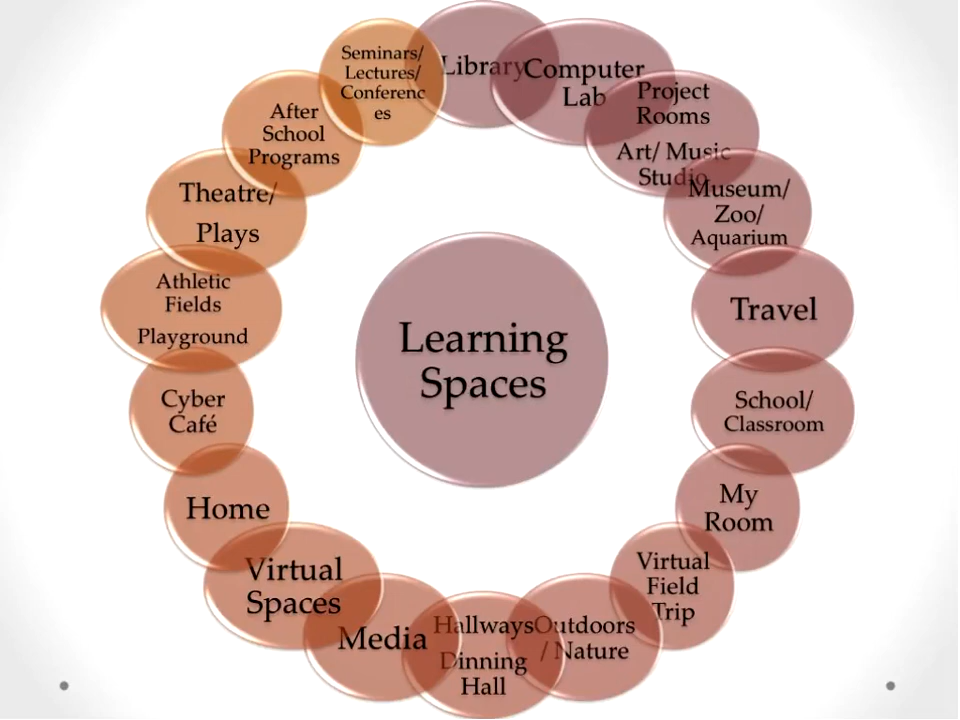 Learning
Spaces
Library
Computer
Lab
Project
Rooms
Art/ Music
Studio
Museum/
Zoo/
Aquarium
Travel
School/
Classroom
My
Room
Virtual
Field
Trip
Outdoors
/ Nature
Hallways
Dinning
Hall
Media
Virtual
Spaces
Home
Cyber
Café
Athletic
Fields
Playground
Theatre/
Plays
After
School
Programs
Seminars/
Lectures/
Conferenc
es